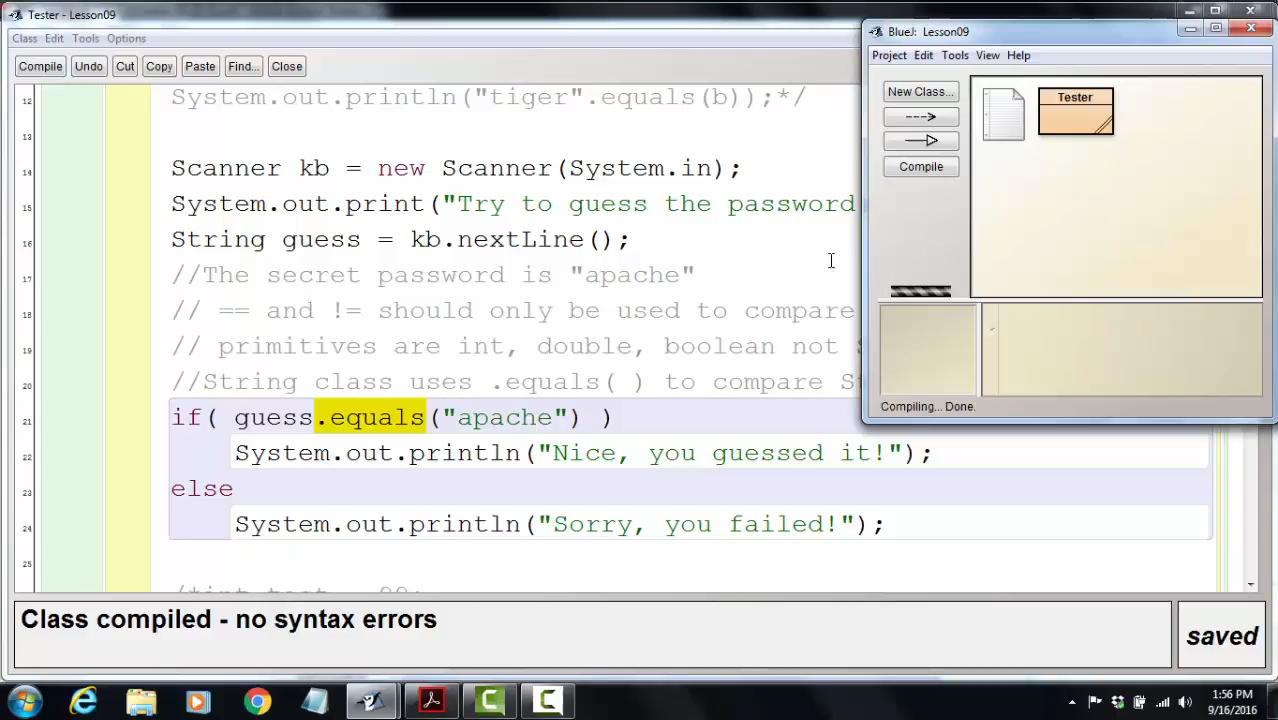 Tester - Lesson09
Class Edit Tools Options
Compile Undo Cut Copy Paste Find... Close
12 System.out.println("tiger".equals(b));*/
13
14 Scanner kb = new Scanner(System.in);
15 System.out.print("Try to guess the password
16 String guess = kb.nextLine();
17 //The secret password is "apache"
18 // == and != should only be used to compare
19 // primitives are int, double, boolean not
20 //String class uses .equals( ) to compare
21 if( guess.equals("apache") )
22 System.out.println("Nice, you guessed it!");
23 else
24 System.out.println("Sorry, you failed!");
25
Class compiled - no syntax errors
saved
BlueJ: Lesson09
Project Edit Tools View Help
New Class...
Compile
Tester
Compiling... Done.
1:56 PM
9/16/2016